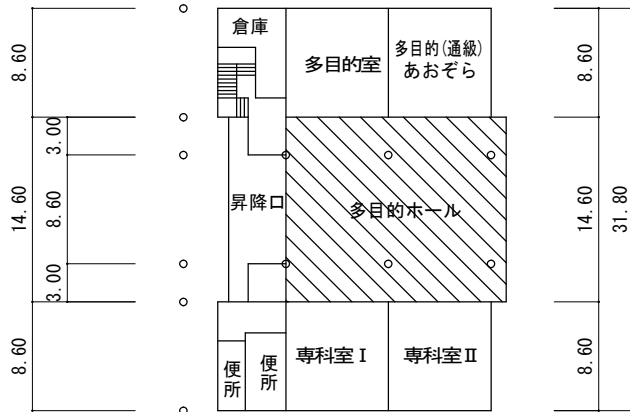 倉庫
多目的室
多目的(通級)
あおぞら
昇降口
多目的ホール
便所
便所
専科室Ⅰ
専科室Ⅱ
8.60
14.60
8.60
3.00
8.60
3.00
8.60
14.60
8.60
31.80